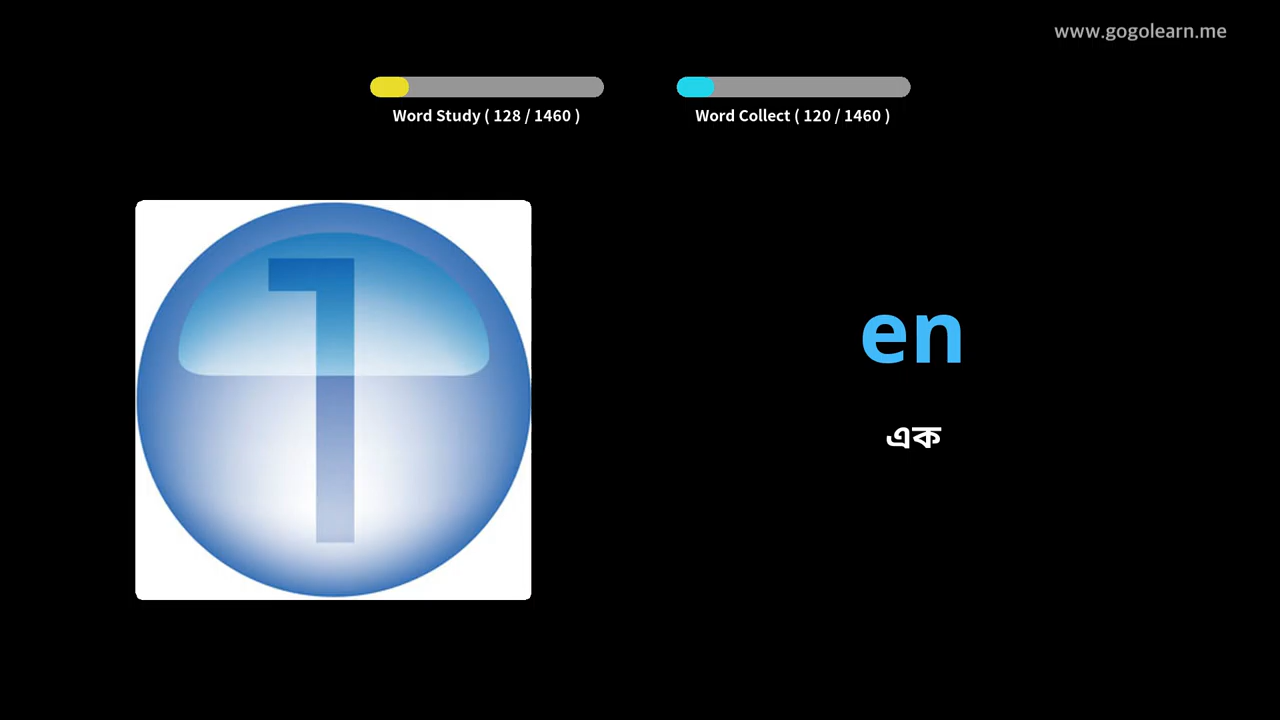 www.gogolearn.me
Word Study ( 128 / 1460 )
Word Collect ( 120 / 1460 )
1
en
এক